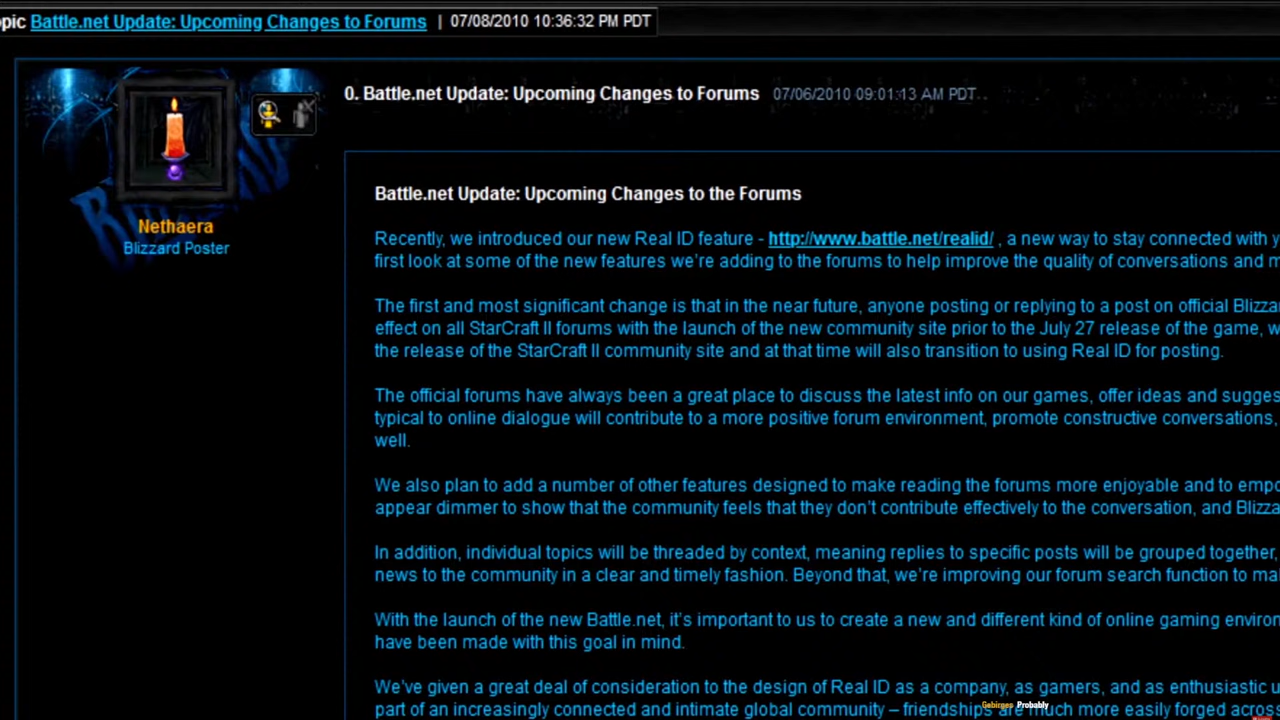 opic Battle.net Update: Upcoming Changes to Forums | 07/08/2010 10:36:32 PM PDT
0. Battle.net Update: Upcoming Changes to Forums 07/06/2010 09:01:13 AM PDT
Battle.net Update: Upcoming Changes to the Forums
Nethaera
Blizzard Poster
Recently, we introduced our new Real ID feature - http://www.battle.net/realid/ , a new way to stay connected with y
first look at some of the new features we're adding to the forums to help improve the quality of conversations and m
The first and most significant change is that in the near future, anyone posting or replying to a post on official Blizza
effect on all StarCraft II forums with the launch of the new community site prior to the July 27 release of the game, w
the release of the StarCraft II community site and at that time will also transition to using Real ID for posting.
The official forums have always been a great place to discuss the latest info on our games, offer ideas and sugges
typical to online dialogue will contribute to a more positive forum environment, promote constructive conversations,
well.
We also plan to add a number of other features designed to make reading the forums more enjoyable and to empo
appear dimmer to show that the community feels that they don't contribute effectively to the conversation, and Blizza
In addition, individual topics will be threaded by context, meaning replies to specific posts will be grouped together,
news to the community in a clear and timely fashion. Beyond that, we're improving our forum search function to ma
With the launch of the new Battle.net, it's important to us to create a new and different kind of online gaming environ
have been made with this goal in mind.
We've given a great deal of consideration to the design of Real ID as a company, as gamers, and as enthusiastic u
part of an increasingly connected and intimate global community – friendships are much more easily forged across
Gebirges Probably